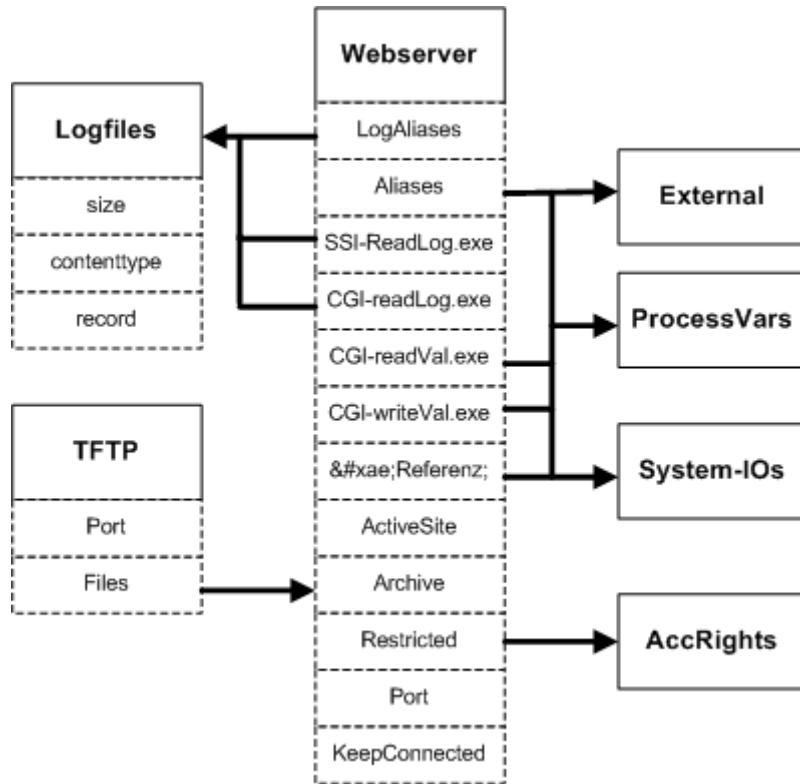 Webserver
LogAliases
Aliases
SSI-ReadLog.exe
CGI-readLog.exe
CGI-readVal.exe
CGI-writeVal.exe
&#xae;Referenz;
ActiveSite
Archive
Restricted
Port
KeepConnected
Logfiles
size
contenttype
record
TFTP
Port
Files
External
ProcessVars
System-IOs
AccRights